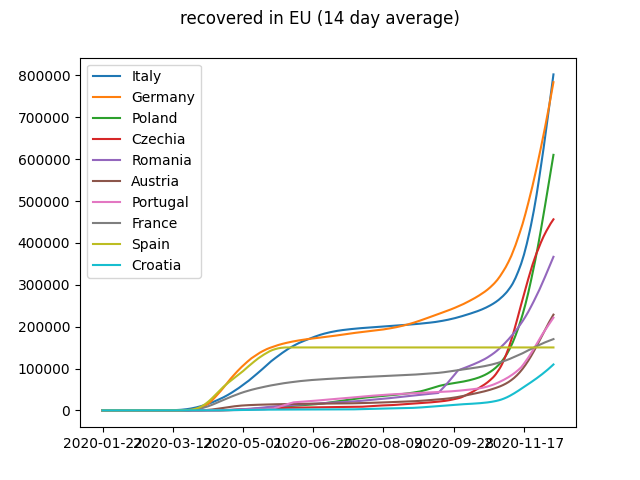 recovered in EU (14 day average)
800000
700000
600000
500000
400000
300000
200000
100000
0
Italy
Germany
Poland
Czechia
Romania
Austria
Portugal
France
Spain
Croatia
2020-01-22 2020-03-12 2020-05-01 2020-06-20 2020-08-09 2020-09-28 2020-11-17